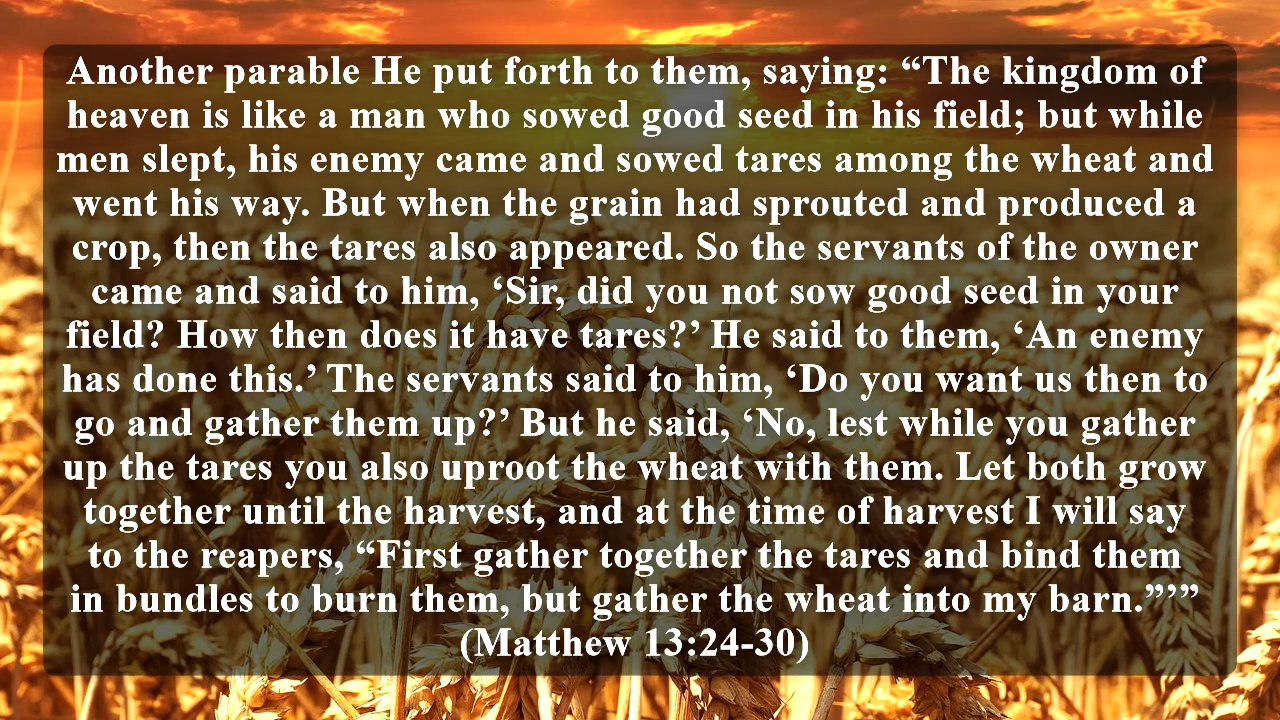 Another parable He put forth to them, saying: “The kingdom of
heaven is like a man who sowed good seed in his field; but while
men slept, his enemy came and sowed tares among the wheat and
went his way. But when the grain had sprouted and produced a
crop, then the tares also appeared. So the servants of the owner
came and said to him, ‘Sir, did you not sow good seed in your
field? How then does it have tares?’ He said to them, ‘An enemy
has done this.’ The servants said to him, ‘Do you want us then to
go and gather them up?’ But he said, ‘No, lest while you gather
up the tares you also uproot the wheat with them. Let both grow
together until the harvest, and at the time of harvest I will say
to the reapers, “First gather together the tares and bind them
in bundles to burn them, but gather the wheat into my barn.”’”
(Matthew 13:24-30)